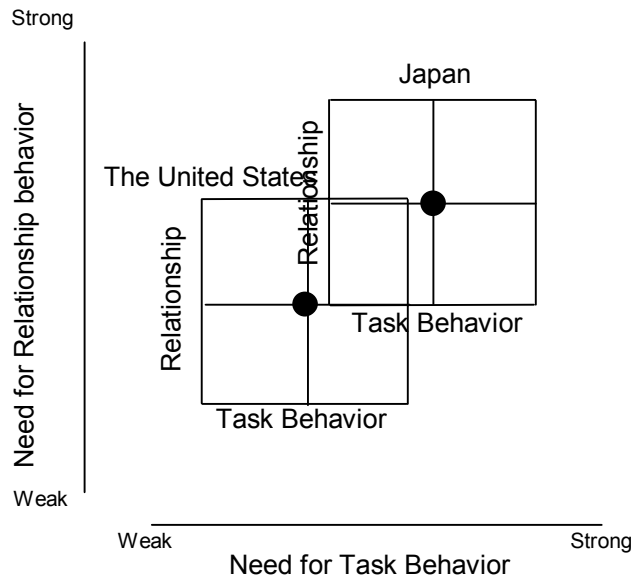 Strong
Japan
The United States
Need for Relationship behavior
Relationship
Relationship
Task Behavior
Task Behavior
Weak
Weak
Strong
Need for Task Behavior